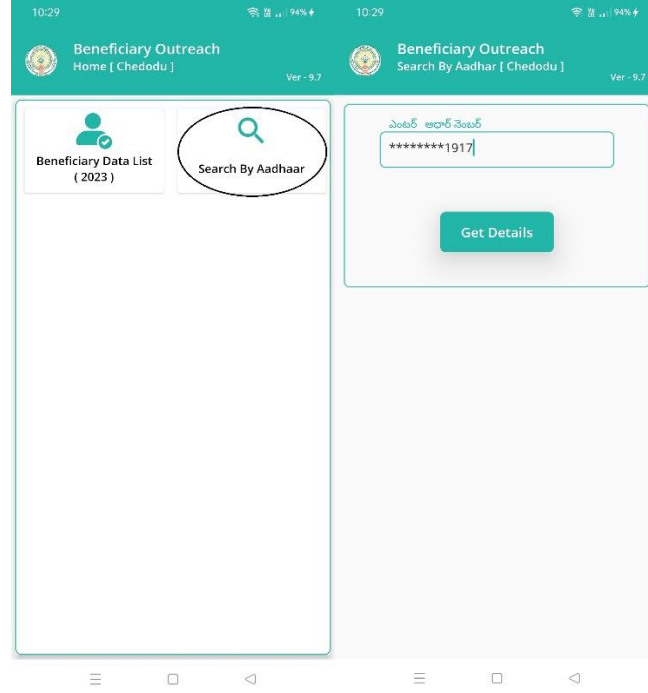 10:29
94%
Beneficiary Outreach
Home [ Chedodu ]
Ver - 9.7
Beneficiary Data List
( 2023 )
Search By Aadhaar
10:29
94%
Beneficiary Outreach
Search By Aadhar [ Chedodu ]
Ver - 9.7
ఎంటర్ ఆధార్ నెంబర్
********1917
Get Details